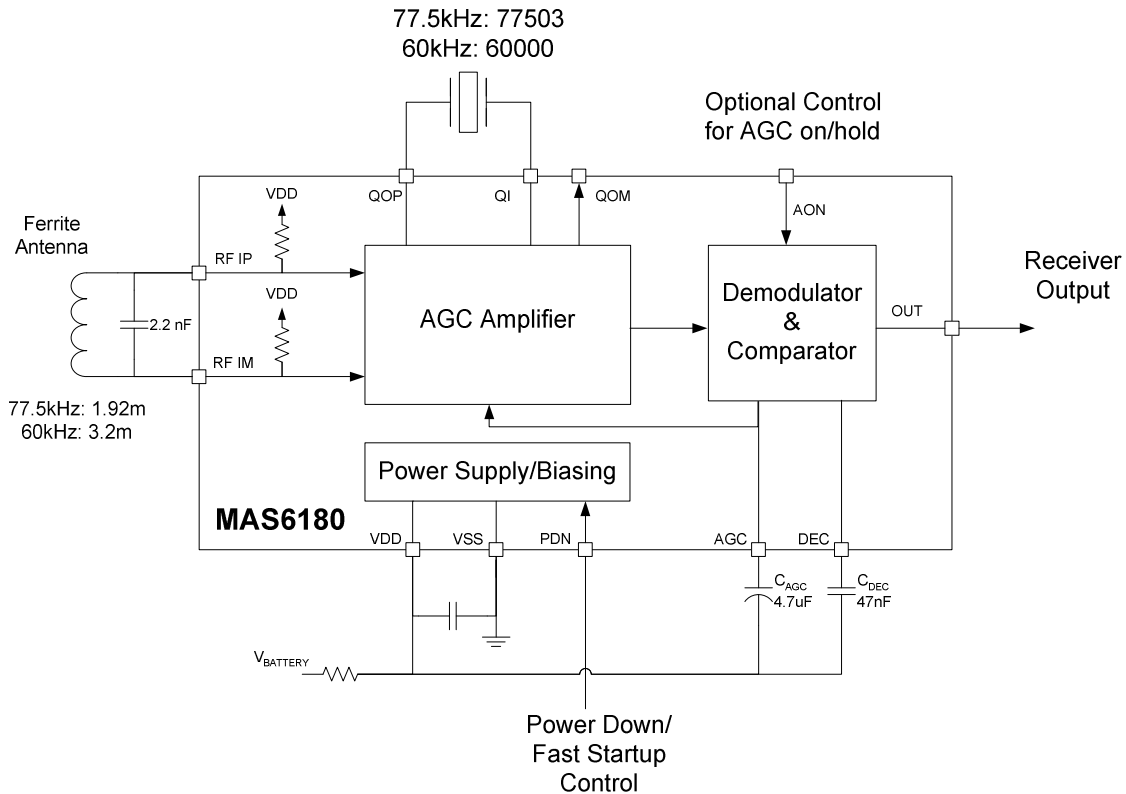 77.5kHz: 77503
60kHz: 60000
Optional Control
for AGC on/hold
QOP
QI
QOM
AON
VDD
Ferrite
Antenna
RF IP
VDD
2.2 nF
RF IM
AGC Amplifier
Demodulator
&
Comparator
OUT
Receiver
Output
77.5kHz: 1.92m
60kHz: 3.2m
Power Supply/Biasing
MAS6180
VDD
VSS
PDN
AGC
DEC
CAGC
4.7uF
CDEC
47nF
VBATTERY
Power Down/
Fast Startup
Control